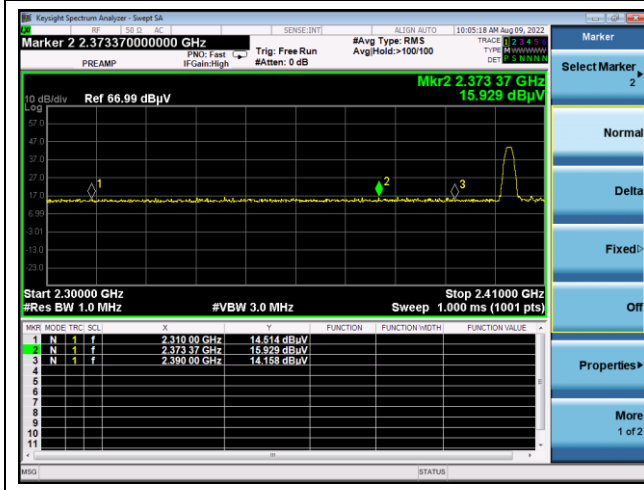 Keysight Spectrum Analyzer - Swept SA
RF 50 Ω AC SENSE:INT ALIGN AUTO 10:05:18 AM Aug 09, 2022
Marker 2 2.373370000000 GHz
PREAMP
PNO: Fast
IFGain:High
Trig: Free Run
#Atten: 0 dB
#Avg Type: RMS
Avg|Hold:>100/100
TRACE 1 2 3 4 5 6
TYPE MWWWWW
DET P S N N N N
Mkr2 2.373 37 GHz
15.929 dBµV
10 dB/div Ref 66.99 dBµV
Log
57.0
47.0
37.0
27.0
17.0
6.99
-3.01
-13.0
-23.0
1
2
3
Start 2.30000 GHz Stop 2.41000 GHz
#Res BW 1.0 MHz #VBW 3.0 MHz Sweep 1.000 ms (1001 pts)
MKR MODE TRC SCL X Y FUNCTION FUNCTION WIDTH FUNCTION VALUE
1 N 1 f 2.310 00 GHz 14.514 dBµV
2 N 1 f 2.373 37 GHz 15.929 dBµV
3 N 1 f 2.390 00 GHz 14.158 dBµV
4
5
6
7
8
9
10
11
MSG STATUS
Marker
Select Marker
2
Normal
Delta
Fixed
Off
Properties
More
1 of 2